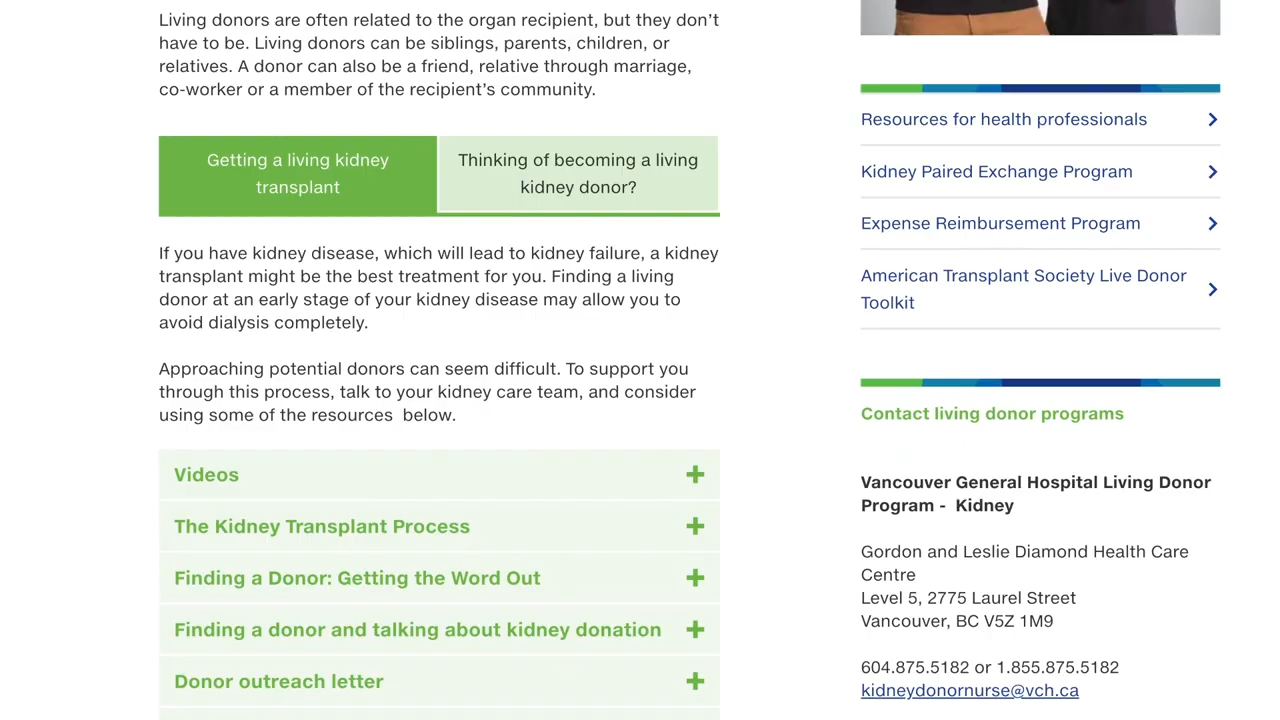 Living donors are often related to the organ recipient, but they don’t
have to be. Living donors can be siblings, parents, children, or
relatives. A donor can also be a friend, relative through marriage,
co-worker or a member of the recipient’s community.
Getting a living kidney
transplant
Thinking of becoming a living
kidney donor?
If you have kidney disease, which will lead to kidney failure, a kidney
transplant might be the best treatment for you. Finding a living
donor at an early stage of your kidney disease may allow you to
avoid dialysis completely.
Approaching potential donors can seem difficult. To support you
through this process, talk to your kidney care team, and consider
using some of the resources  below.
Videos
The Kidney Transplant Process
Finding a Donor: Getting the Word Out
Finding a donor and talking about kidney donation
Donor outreach letter
Resources for health professionals
Kidney Paired Exchange Program
Expense Reimbursement Program
American Transplant Society Live Donor
Toolkit
Contact living donor programs
Vancouver General Hospital Living Donor
Program -  Kidney
Gordon and Leslie Diamond Health Care
Centre
Level 5, 2775 Laurel Street
Vancouver, BC V5Z 1M9
604.875.5182 or 1.855.875.5182
kidneydonornurse@vch.ca